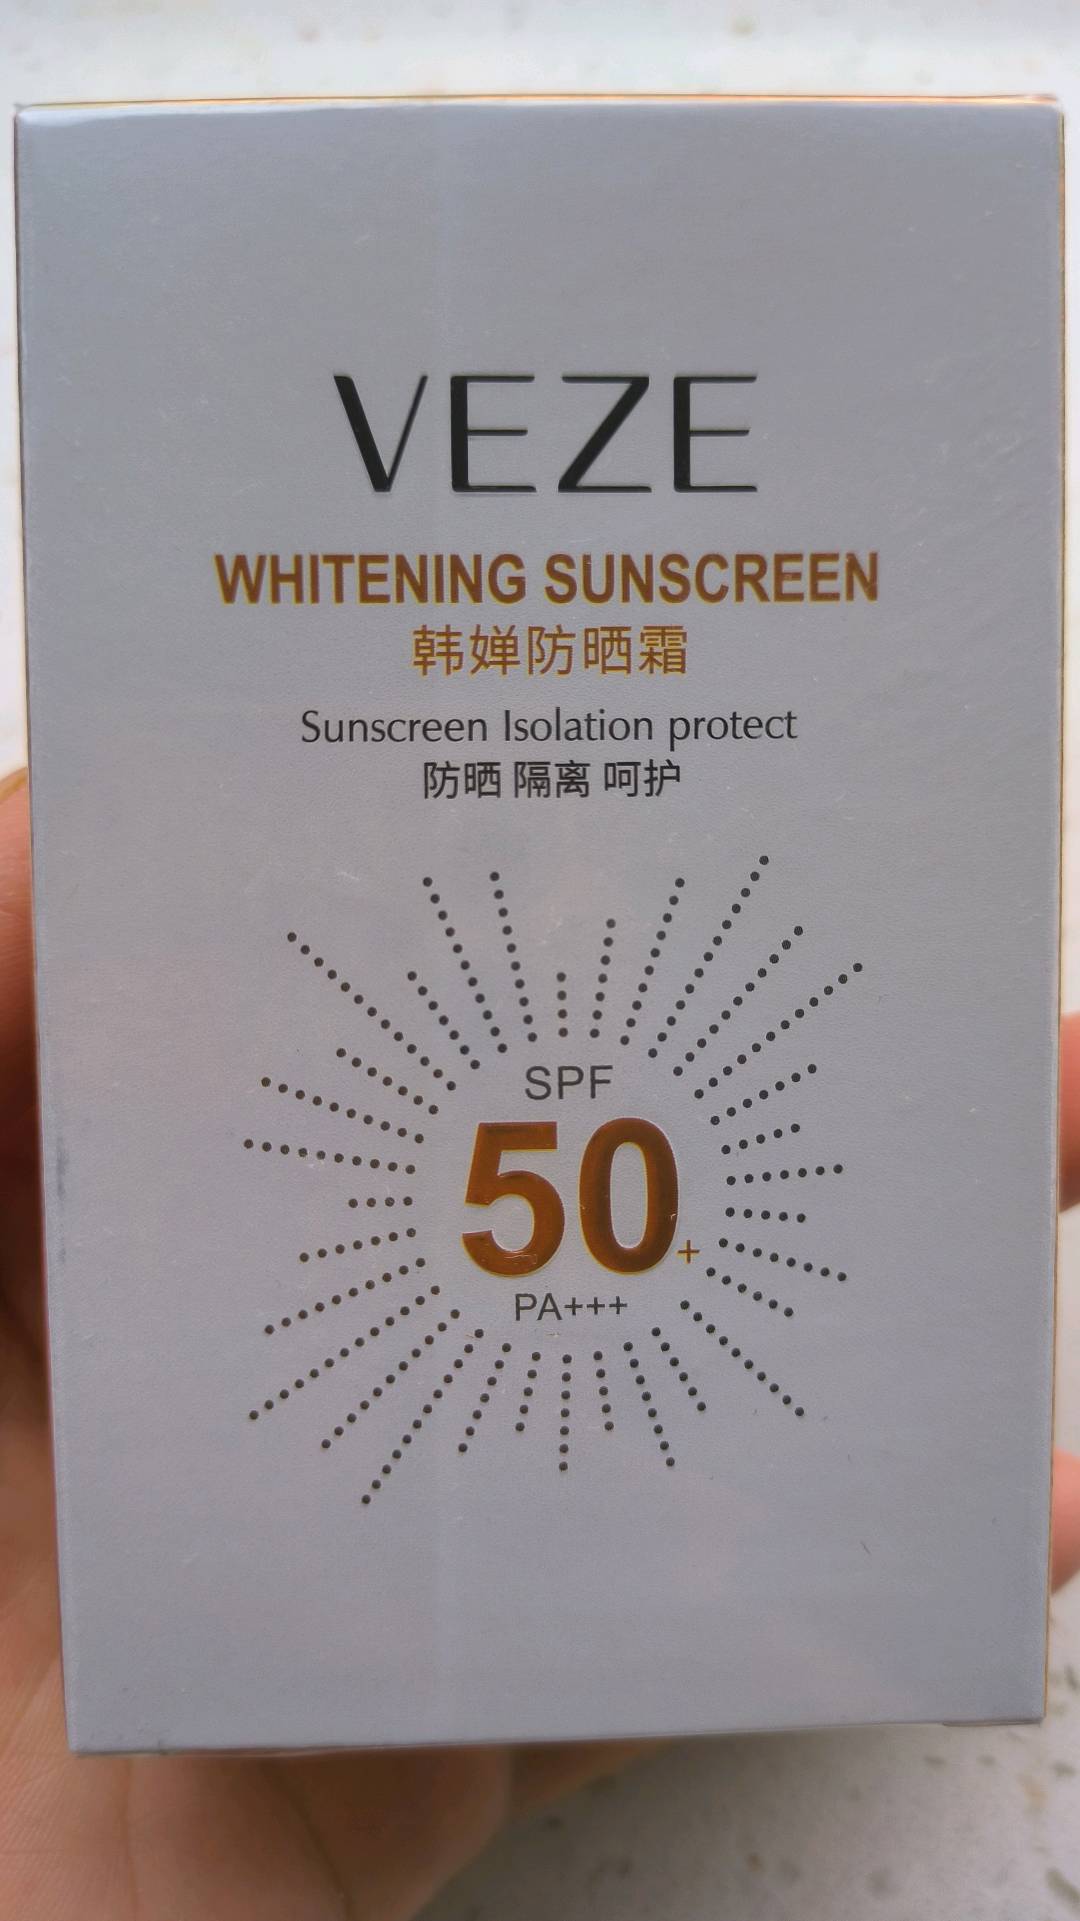 VEZE
WHITENING SUNSCREEN
韩婵防晒霜
Sunscreen Isolation protect
防晒 隔离 呵护
SPF
50+
PA+++